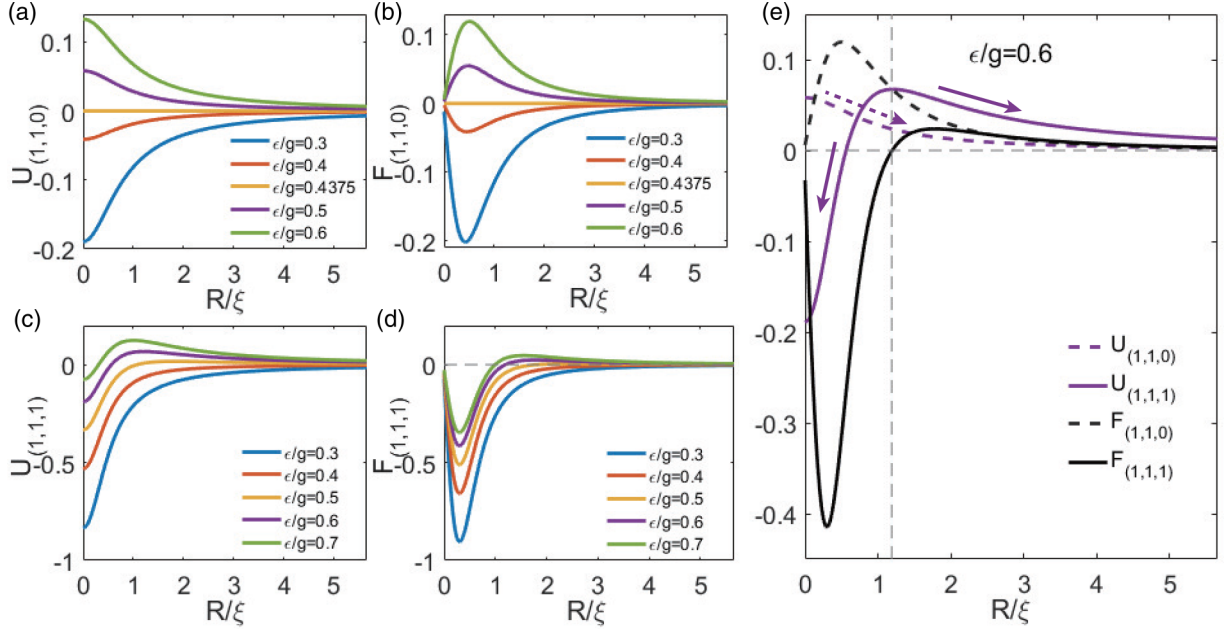 (a)
0.1
0
-0.1
-0.2
U(1,1,0)
ϵ/g=0.3
ϵ/g=0.4
ϵ/g=0.4375
ϵ/g=0.5
ϵ/g=0.6
0 1 2 3 4 5
R/ξ
(b)
0.1
0
-0.1
-0.2
F(1,1,0)
ϵ/g=0.3
ϵ/g=0.4
ϵ/g=0.4375
ϵ/g=0.5
ϵ/g=0.6
0 1 2 3 4 5
R/ξ
(c)
0
-0.5
-1
U(1,1,1)
ϵ/g=0.3
ϵ/g=0.4
ϵ/g=0.5
ϵ/g=0.6
ϵ/g=0.7
0 1 2 3 4 5
R/ξ
(d)
0
-0.5
-1
F(1,1,1)
ϵ/g=0.3
ϵ/g=0.4
ϵ/g=0.5
ϵ/g=0.6
ϵ/g=0.7
0 1 2 3 4 5
R/ξ
(e)
ϵ/g=0.6
0.1
0
-0.1
-0.2
-0.3
-0.4
U(1,1,0)
U(1,1,1)
F(1,1,0)
F(1,1,1)
0 1 2 3 4 5
R/ξ